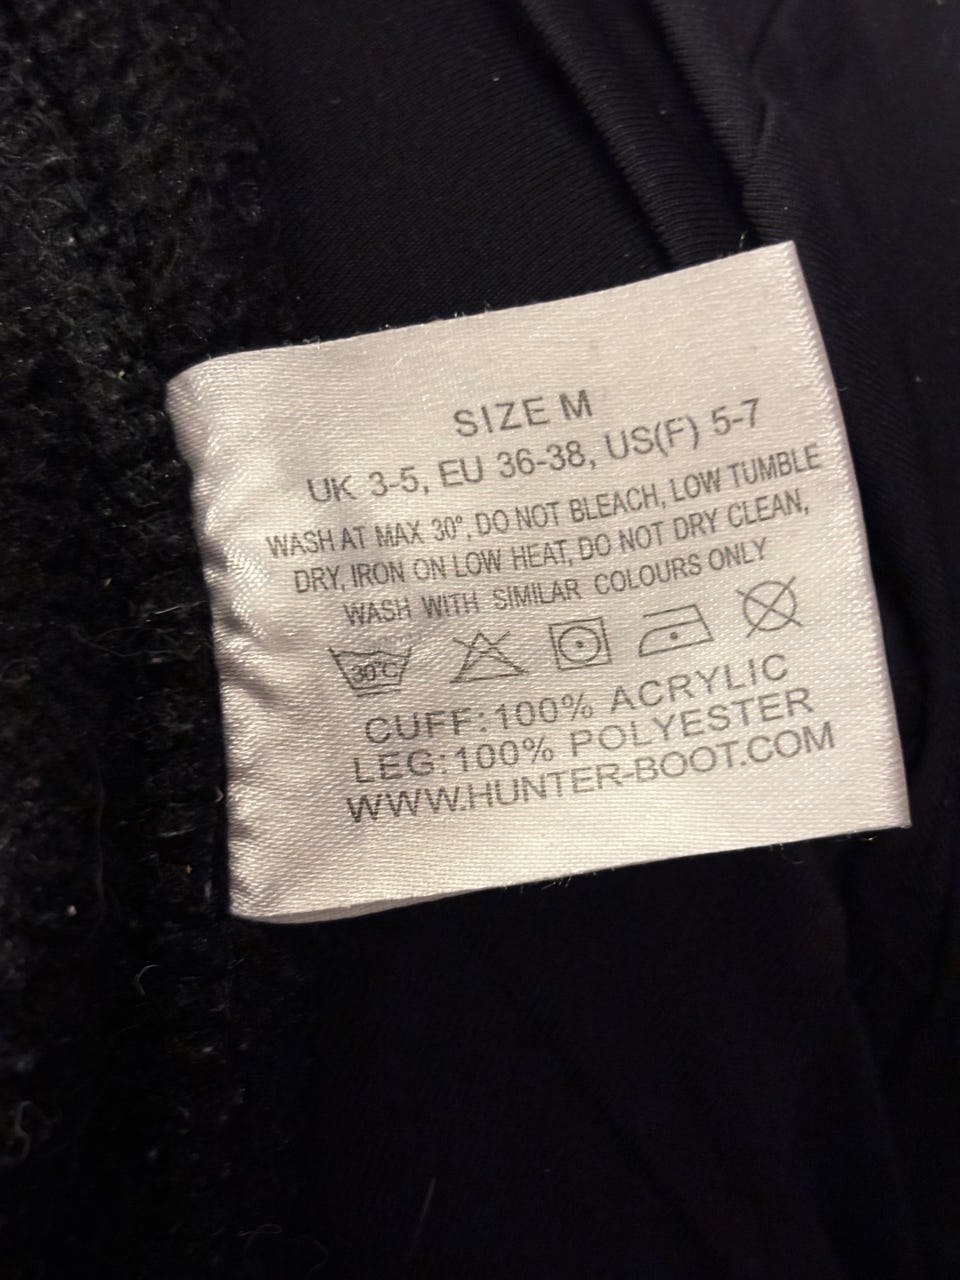 SIZE M
UK 3-5, EU 36-38, US(F) 5-7
WASH AT MAX 30°, DO NOT BLEACH, LOW TUMBLE
DRY, IRON ON LOW HEAT, DO NOT DRY CLEAN,
WASH WITH SIMILAR COLOURS ONLY
30°C
CUFF:100% ACRYLIC
LEG:100% POLYESTER
WWW.HUNTER-BOOT.COM